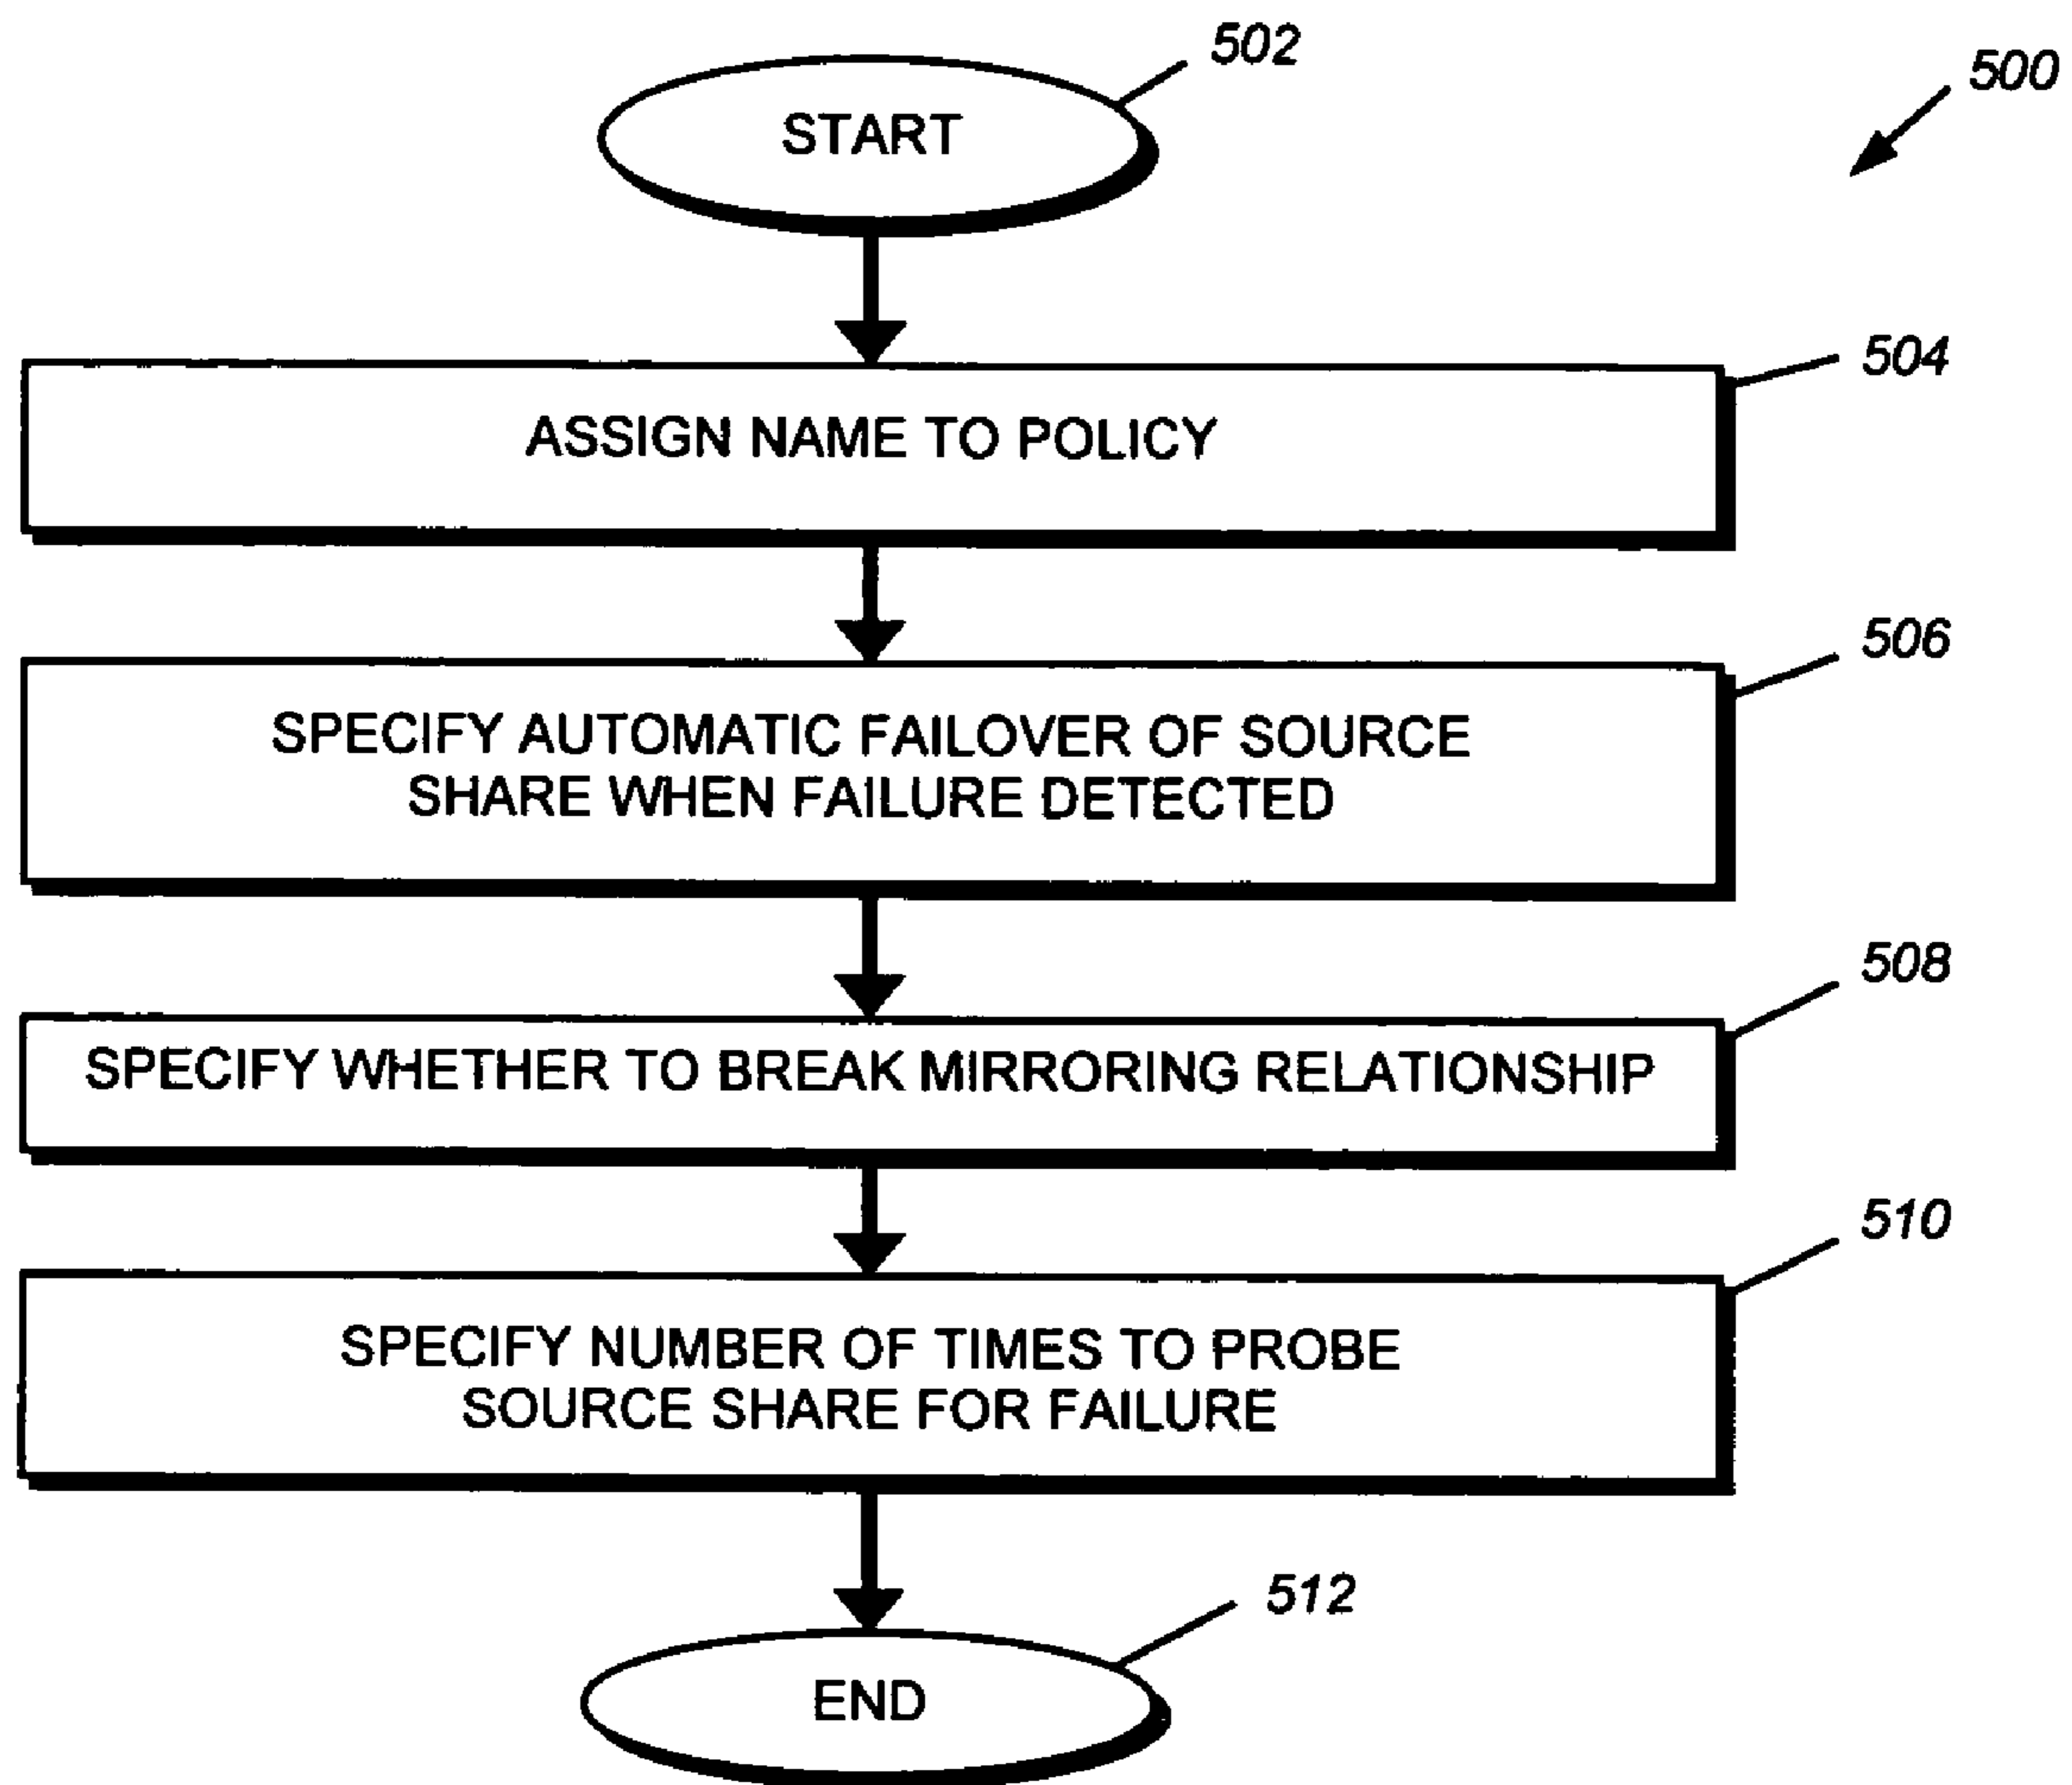 502
500
START
504
ASSIGN NAME TO POLICY
506
SPECIFY AUTOMATIC FAILOVER OF SOURCE
SHARE WHEN FAILURE DETECTED
508
SPECIFY WHETHER TO BREAK MIRRORING RELATIONSHIP
510
SPECIFY NUMBER OF TIMES TO PROBE
SOURCE SHARE FOR FAILURE
512
END